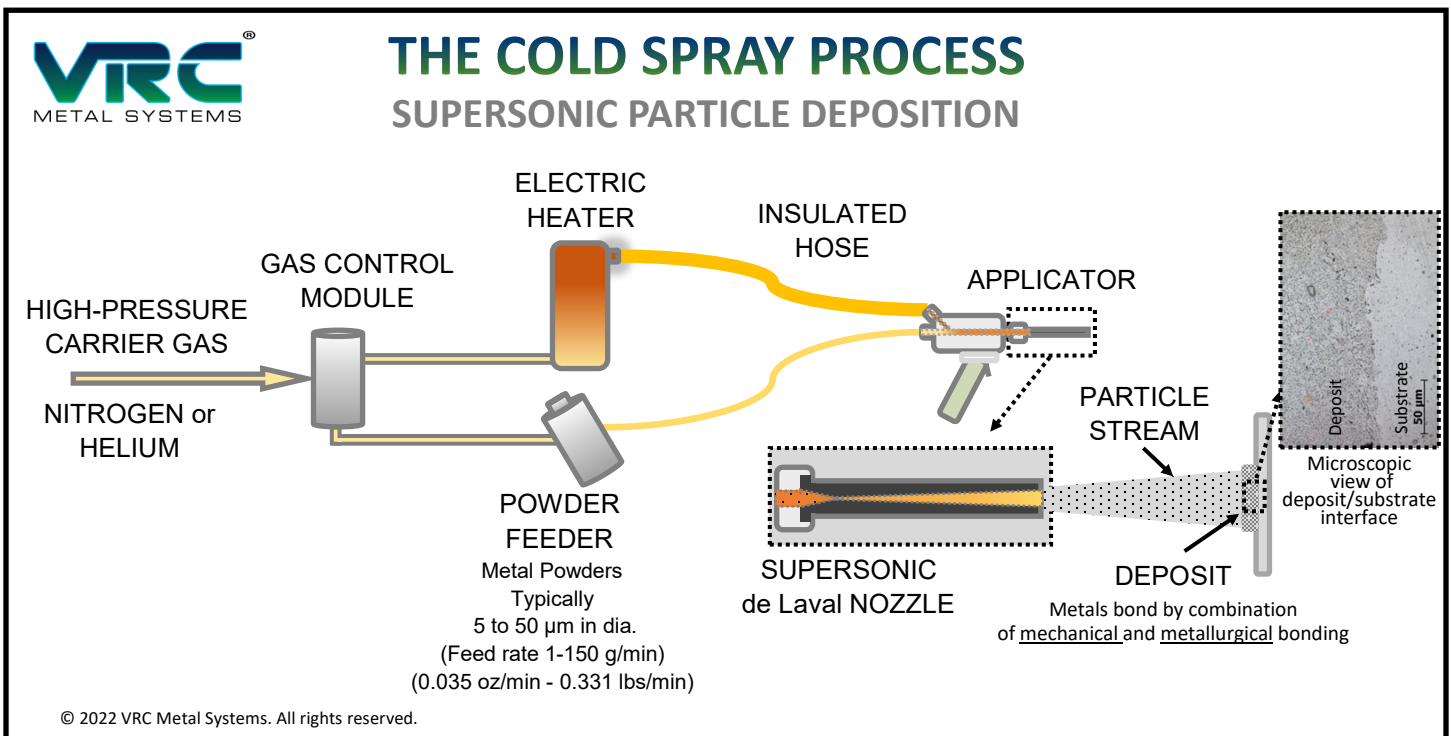 VRC®
METAL SYSTEMS
THE COLD SPRAY PROCESS
SUPERSONIC PARTICLE DEPOSITION
HIGH-PRESSURE
CARRIER GAS
NITROGEN or
HELIUM
GAS CONTROL
MODULE
ELECTRIC
HEATER
INSULATED
HOSE
APPLICATOR
POWDER
FEEDER
Metal Powders
Typically
5 to 50 µm in dia.
(Feed rate 1-150 g/min)
(0.035 oz/min - 0.331 lbs/min)
SUPERSONIC
de Laval NOZZLE
PARTICLE
STREAM
DEPOSIT
Metals bond by combination
of mechanical and metallurgical bonding
Deposit
Substrate
50 µm
Microscopic
view of
deposit/substrate
interface
© 2022 VRC Metal Systems. All rights reserved.